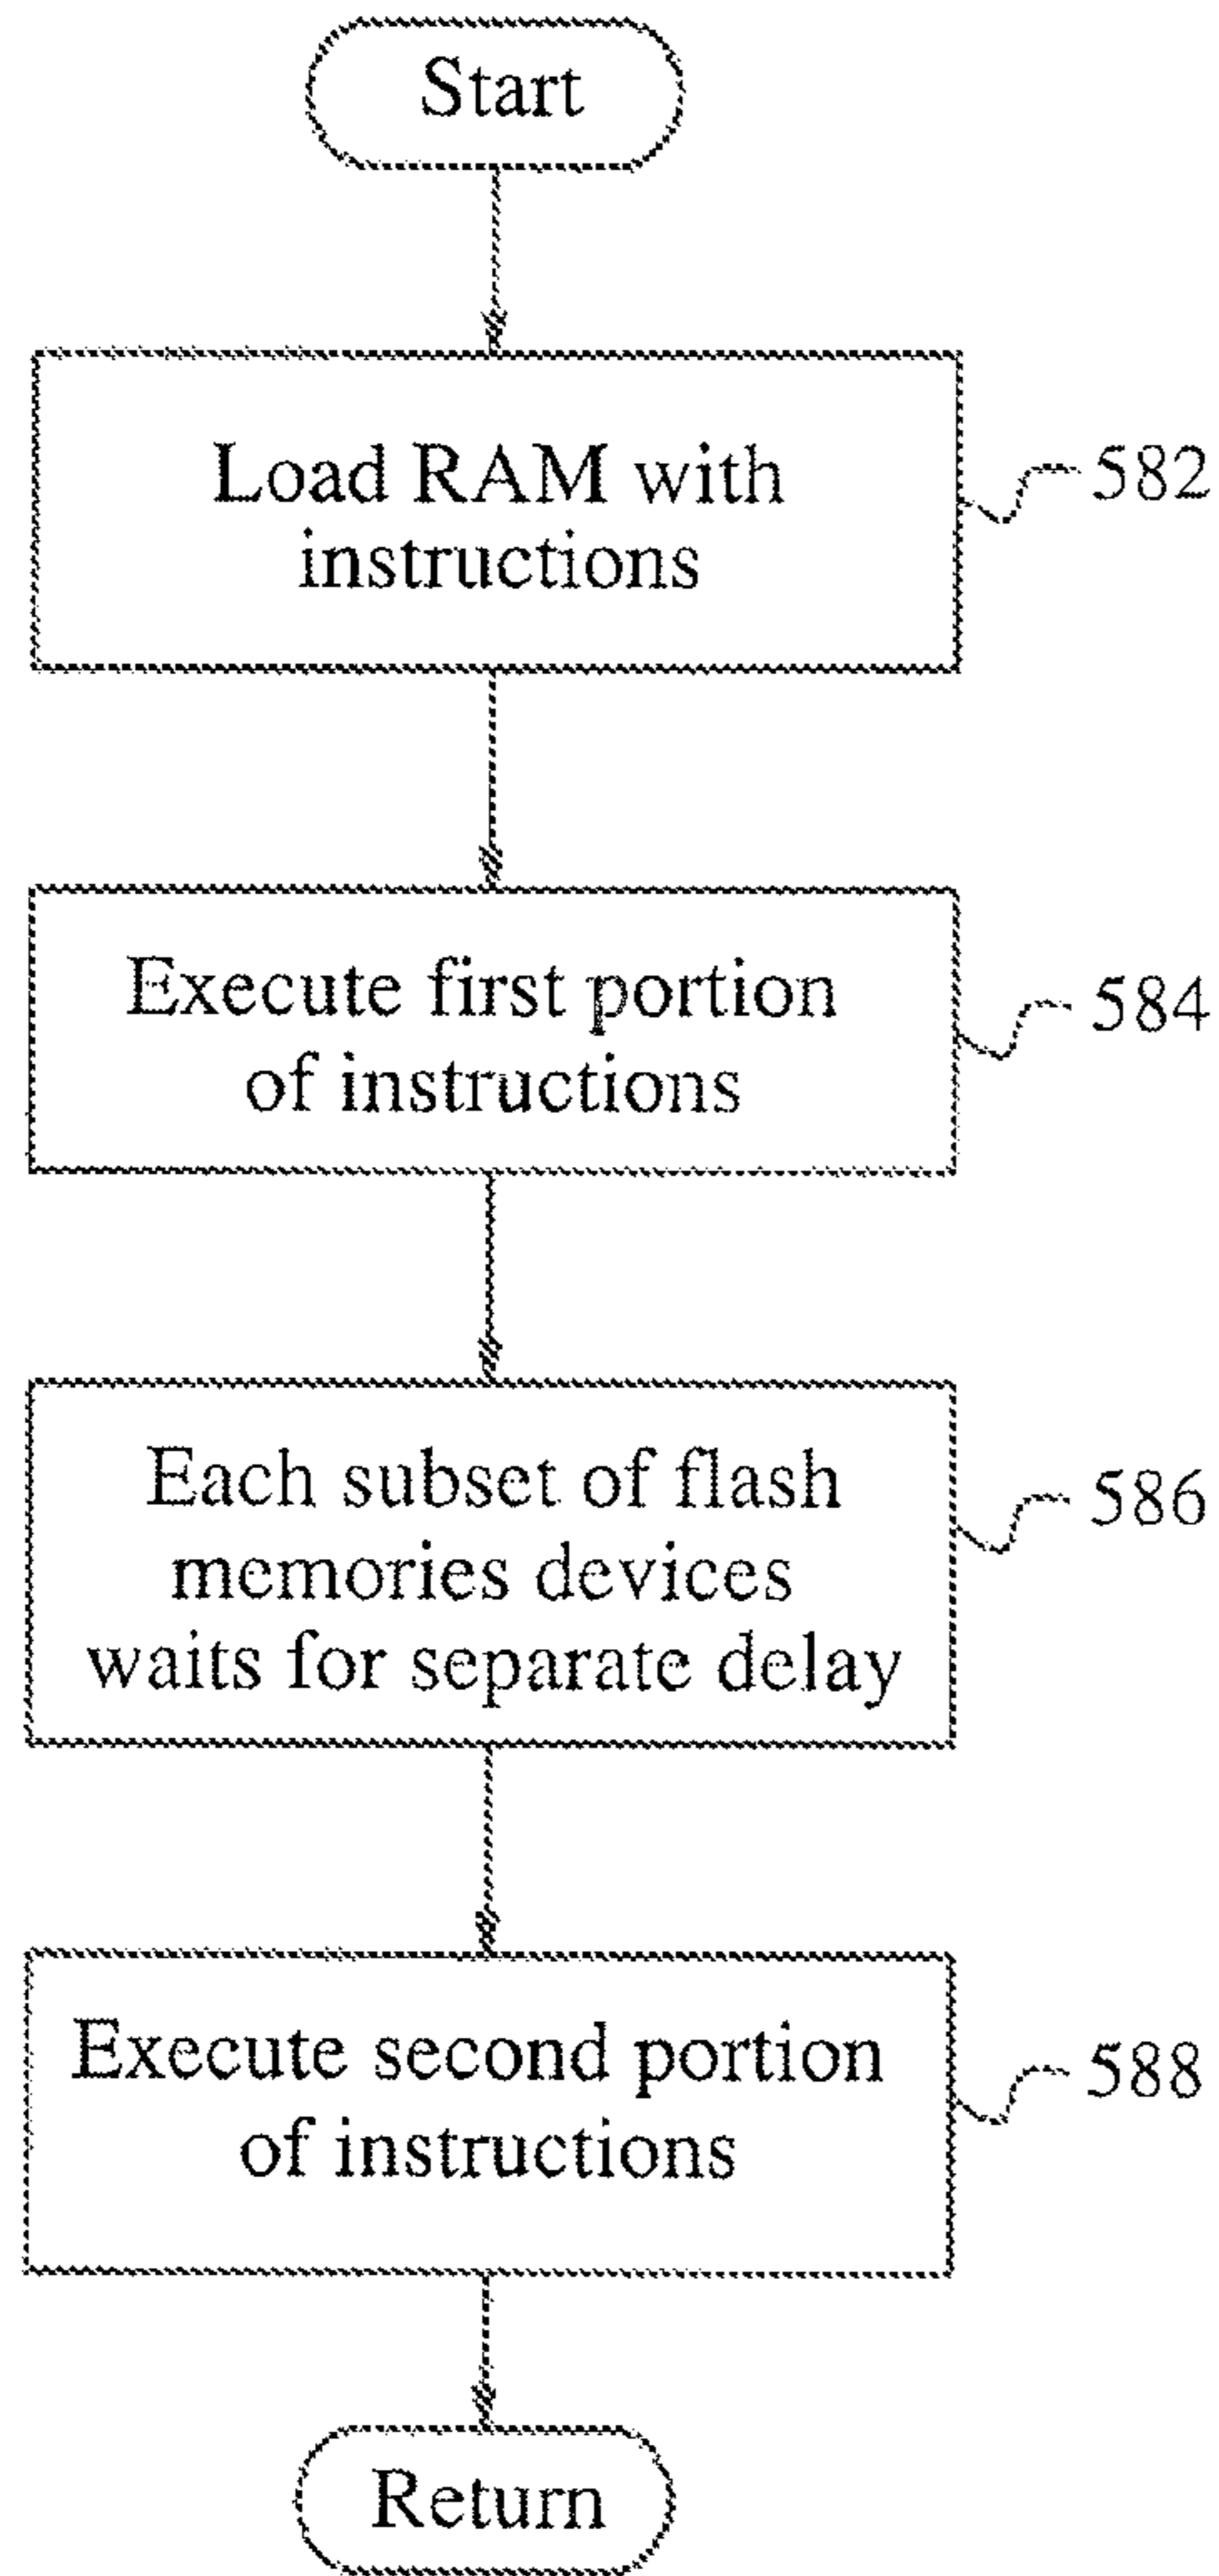 Start
Load RAM with
instructions
582
Execute first portion
of instructions
584
Each subset of flash
memories devices
waits for separate delay
586
Execute second portion
of instructions
588
Return